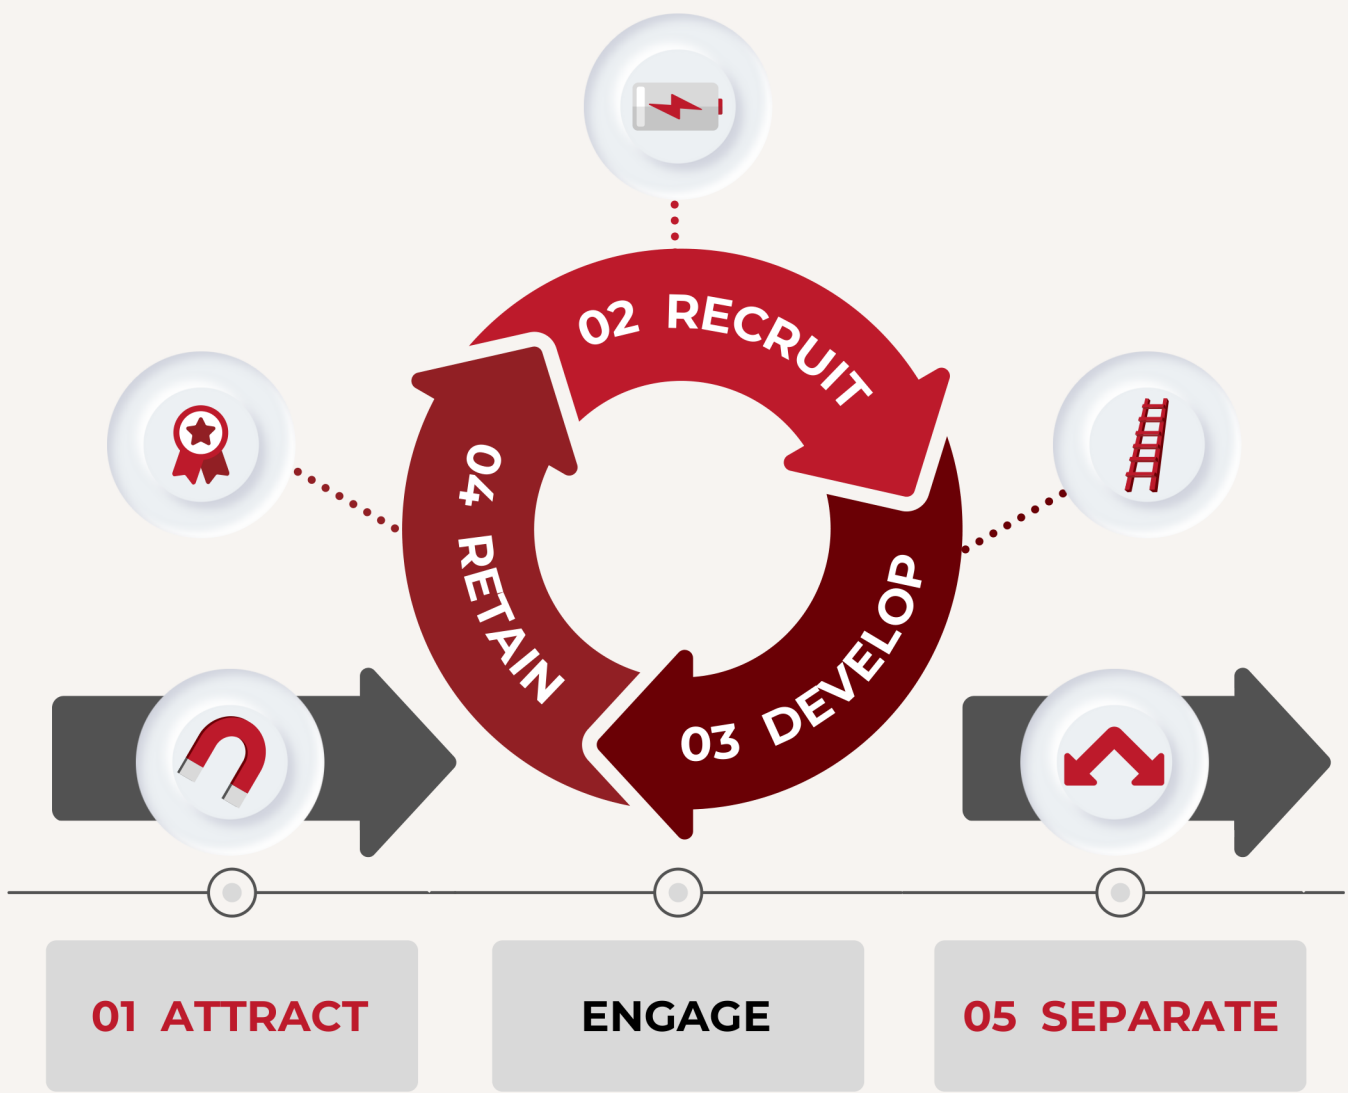 02 RECRUIT
04 RETAIN
03 DEVELOP
01 ATTRACT
ENGAGE
05 SEPARATE